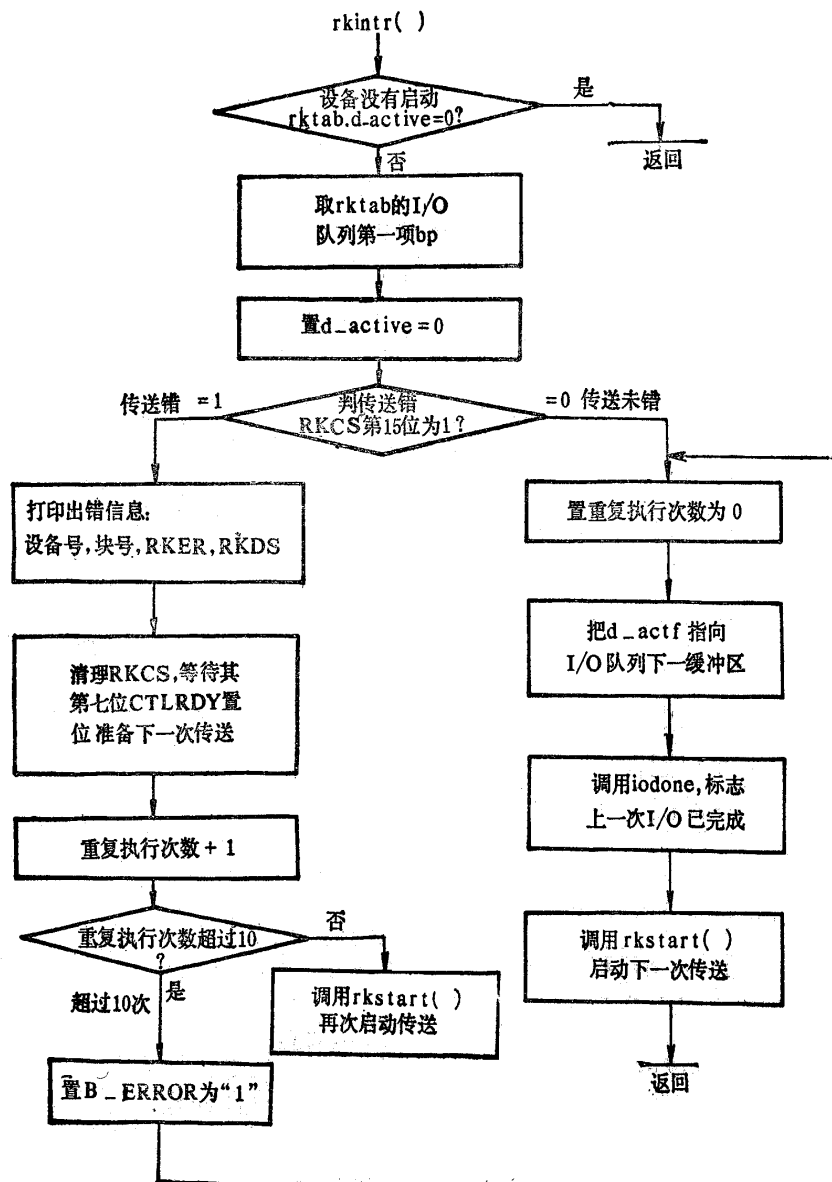 rkintr( )
设备没有启动
rktab.d-active=0?
是
返回
否
取rktab的I/O
队列第一项bp
置d_active=0
传送错 =1
判传送错
RKCS第15位为1?
=0 传送未错
打印出错信息:
设备号,块号,RKER,RKDS
清理RKCS,等待其
第七位CTLRDY置
位准备下一次传送
重复执行次数+1
重复执行次数超过10
?
否
超过10次
是
调用rkstart( )
再次启动传送
置B_ERROR为“1”
置重复执行次数为0
把d_actf指向
I/O队列下一缓冲区
调用iodone,标志
上一次I/O已完成
调用rkstart( )
启动下一次传送
返回